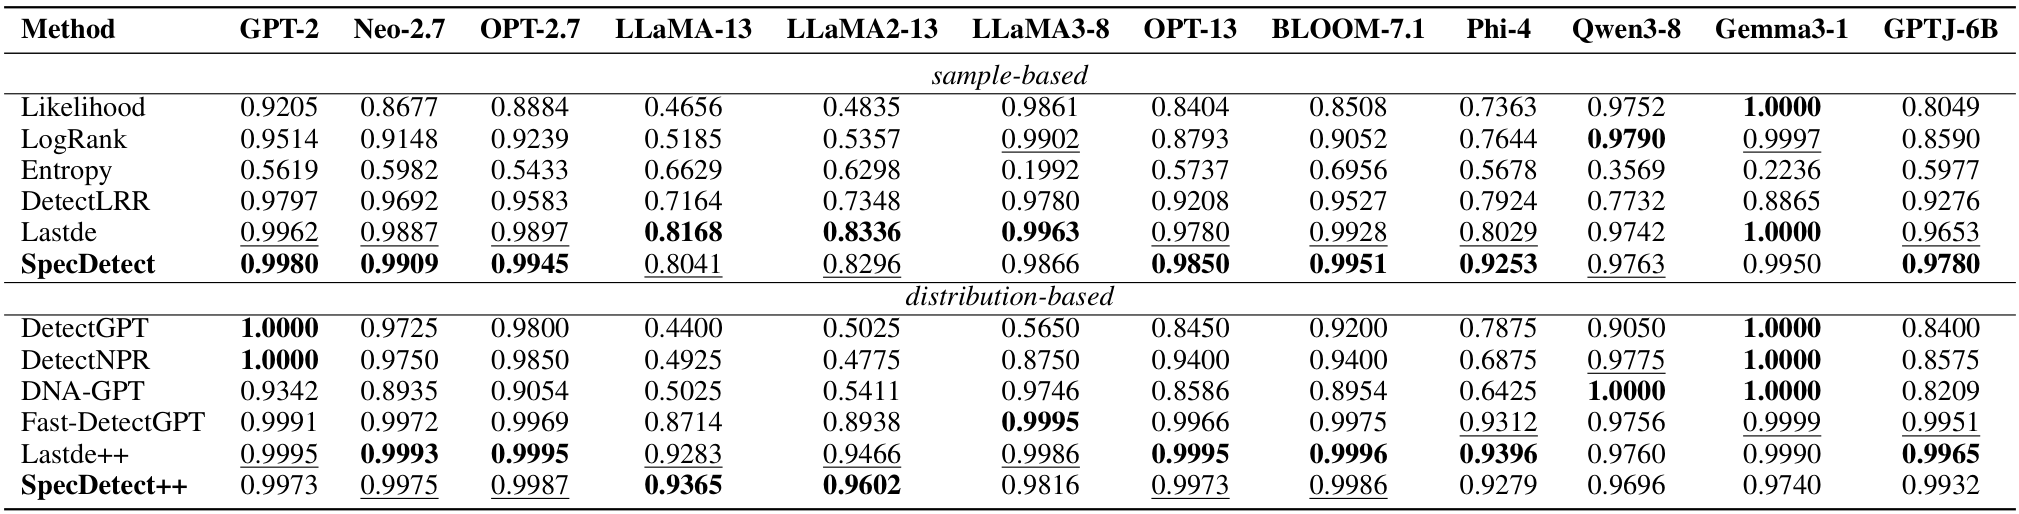 Method GPT-2 Neo-2.7 OPT-2.7 LLaMA-13 LLaMA2-13 LLaMA3-8 OPT-13 BLOOM-7.1 Phi-4 Qwen3-8 Gemma3-1 GPTJ-6B
sample-based
Likelihood 0.9205 0.8677 0.8884 0.4656 0.4835 0.9861 0.8404 0.8508 0.7363 0.9752 1.0000 0.8049
LogRank 0.9514 0.9148 0.9239 0.5185 0.5357 0.9902 0.8793 0.9052 0.7644 0.9790 0.9997 0.8590
Entropy 0.5619 0.5982 0.5433 0.6629 0.6298 0.1992 0.5737 0.6956 0.5678 0.3569 0.2236 0.5977
DetectLRR 0.9797 0.9692 0.9583 0.7164 0.7348 0.9780 0.9208 0.9527 0.7924 0.7732 0.8865 0.9276
Lastde 0.9962 0.9887 0.9897 0.8168 0.8336 0.9963 0.9780 0.9928 0.8029 0.9742 1.0000 0.9653
SpecDetect 0.9980 0.9909 0.9945 0.8041 0.8296 0.9866 0.9850 0.9951 0.9253 0.9763 0.9950 0.9780
distribution-based
DetectGPT 1.0000 0.9725 0.9800 0.4400 0.5025 0.5650 0.8450 0.9200 0.7875 0.9050 1.0000 0.8400
DetectNPR 1.0000 0.9750 0.9850 0.4925 0.4775 0.8750 0.9400 0.9400 0.6875 0.9775 1.0000 0.8575
DNA-GPT 0.9342 0.8935 0.9054 0.5025 0.5411 0.9746 0.8586 0.8954 0.6425 1.0000 1.0000 0.8209
Fast-DetectGPT 0.9991 0.9972 0.9969 0.8714 0.8938 0.9995 0.9966 0.9975 0.9312 0.9756 0.9999 0.9951
Lastde++ 0.9995 0.9993 0.9995 0.9283 0.9466 0.9986 0.9995 0.9996 0.9396 0.9760 0.9990 0.9965
SpecDetect++ 0.9973 0.9975 0.9987 0.9365 0.9602 0.9816 0.9973 0.9986 0.9279 0.9696 0.9740 0.9932